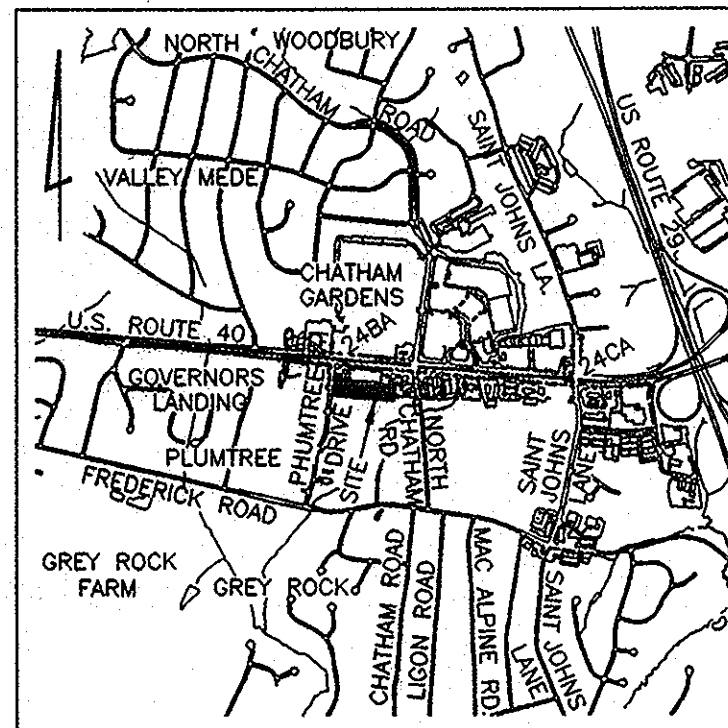 NORTH CHATHAM ROAD
WOODBURY
SAINT JOHNS LA.
US ROUTE 29
VALLEY MEDE
CHATHAM
GARDENS
U.S. ROUTE 40
24BA
24CA
GOVERNORS
LANDING
PLUMTREE
PHUMTREE
DRIVE
SITE
NORTH
CHATHAM
RD
SAINT
JOHNS
LANE
FREDERICK ROAD
GREY ROCK
FARM
GREY ROCK
CHATHAM ROAD
LIGON ROAD
MAC ALPINE RD.
SAINT JOHNS
LANE